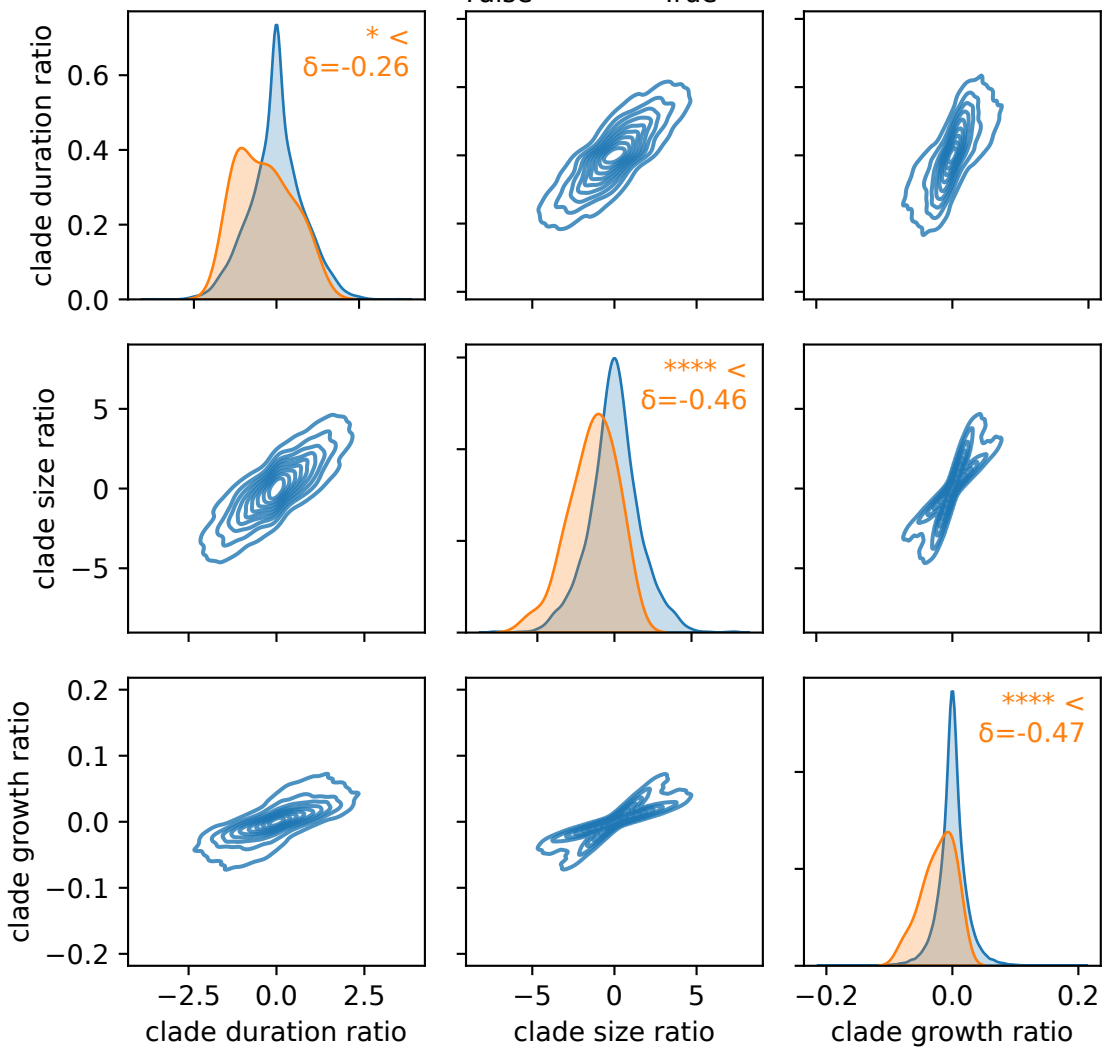 clade duration ratio
0.6
0.4
0.2
0.0
* <
δ=-0.26
clade size ratio
5
0
−5
**** <
δ=-0.46
clade growth ratio
0.2
0.1
0.0
−0.1
−0.2
**** <
δ=-0.47
−2.5 0.0 2.5
−5 0 5
−0.2 0.0 0.2
clade duration ratio
clade size ratio
clade growth ratio